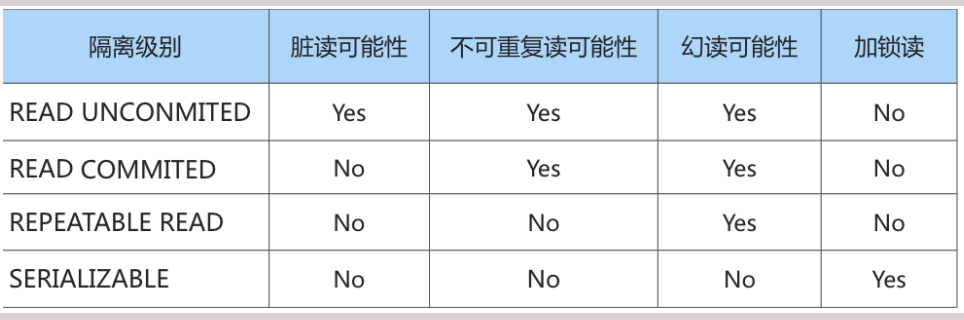 隔离级别 脏读可能性 不可重复读可能性 幻读可能性 加锁读
READ UNCONMITED Yes Yes Yes No
READ COMMITED No Yes Yes No
REPEATABLE READ No No Yes No
SERIALIZABLE No No No Yes